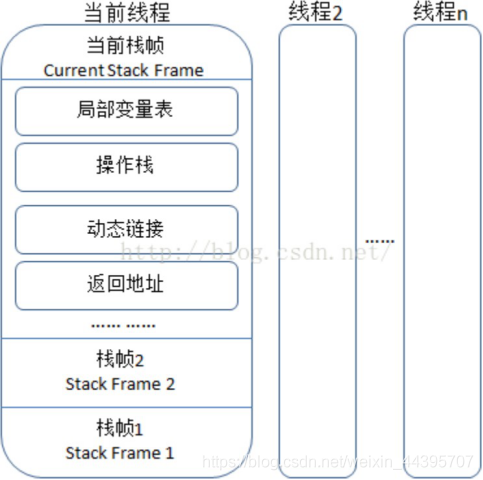 当前线程
线程2
线程n
当前栈帧
Current Stack Frame
局部变量表
操作栈
动态链接
http://blog.csdn.net/
......
返回地址
...... ......
栈帧2
Stack Frame 2
栈帧1
Stack Frame 1
https://blog.csdn.net/weixin_44395707